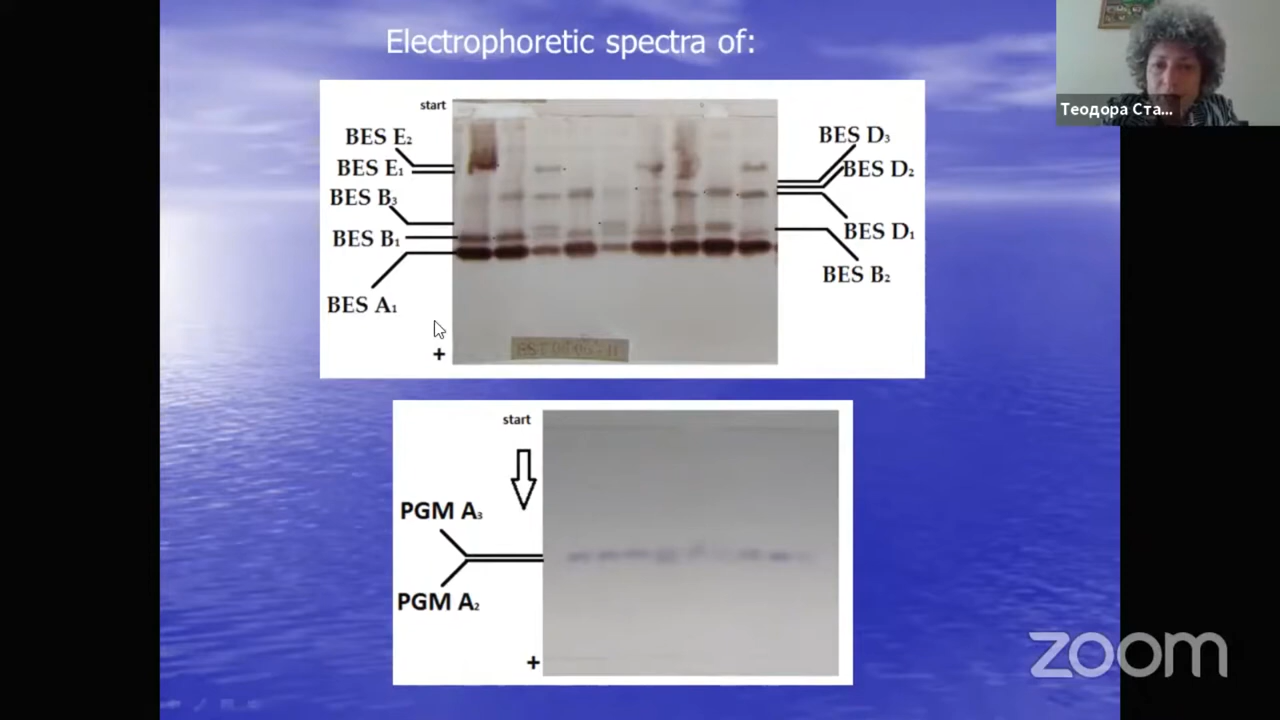 Electrophoretic spectra of:
Теодора Ста...
start
BES E₂
BES E₁
BES B₃
BES B₁
BES A₁
+
BES D₃
BES D₂
BES D₁
BES B₂
start
PGM A₃
PGM A₂
+
zoom